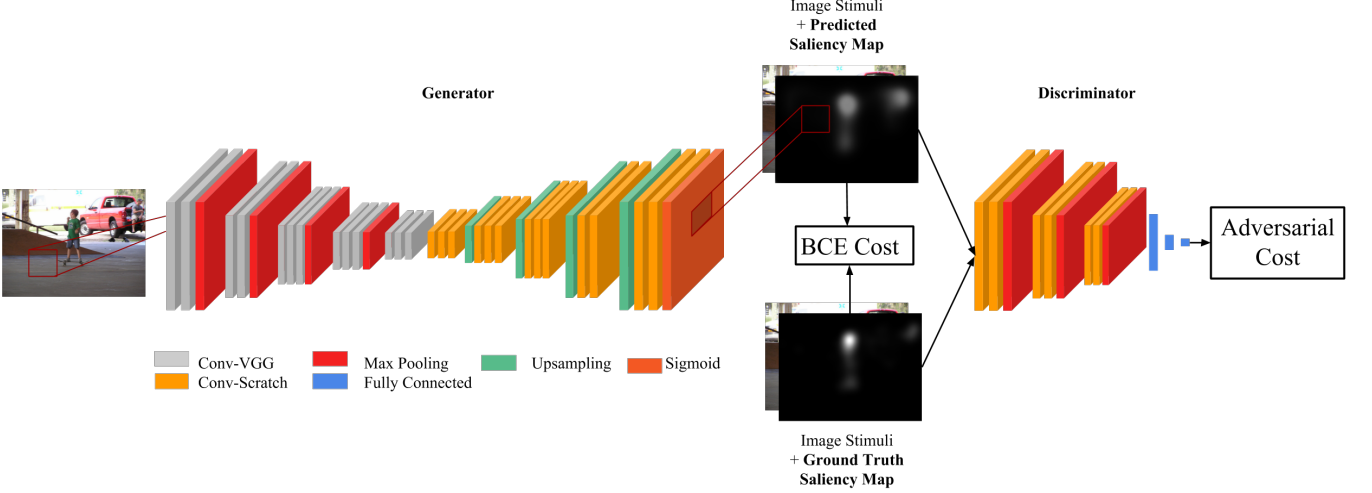 Image Stimuli
+ Predicted
Saliency Map
Generator
Discriminator
BCE Cost
Adversarial
Cost
Conv-VGG
Max Pooling
Upsampling
Sigmoid
Conv-Scratch
Fully Connected
Image Stimuli
+ Ground Truth
Saliency Map